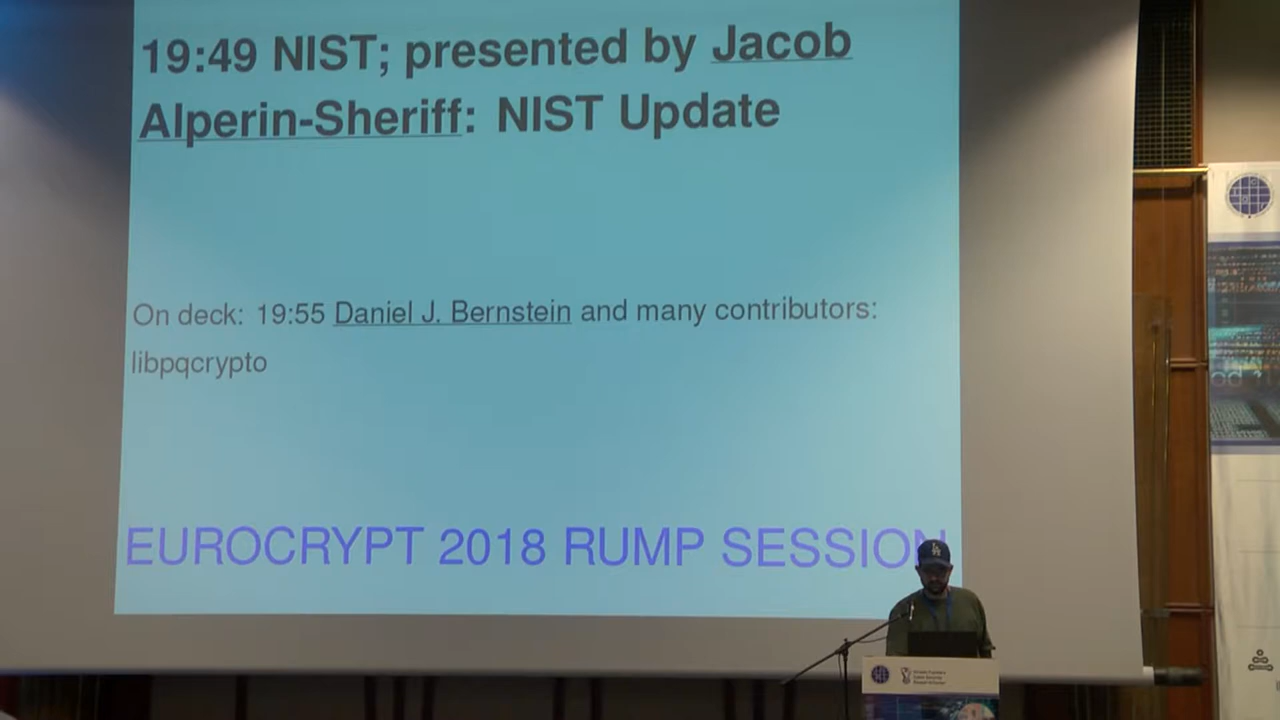 19:49 NIST; presented by Jacob
Alperin-Sheriff: NIST Update
On deck: 19:55 Daniel J. Bernstein and many contributors:
libpqcrypto
EUROCRYPT 2018 RUMP SESSION
LA